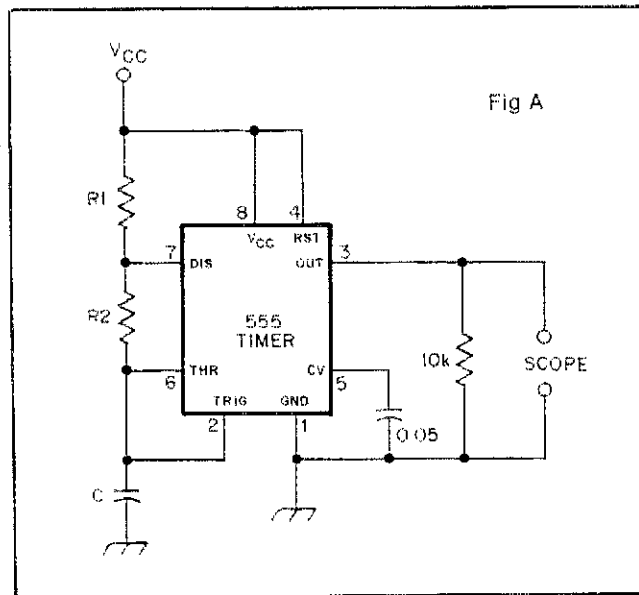 VCC
Fig A
R1
8
4
VCC
RST
7
DIS
OUT
3
R2
555
TIMER
10k
SCOPE
6
THR
CV
5
TRIG
GND
2
1
0.05
C